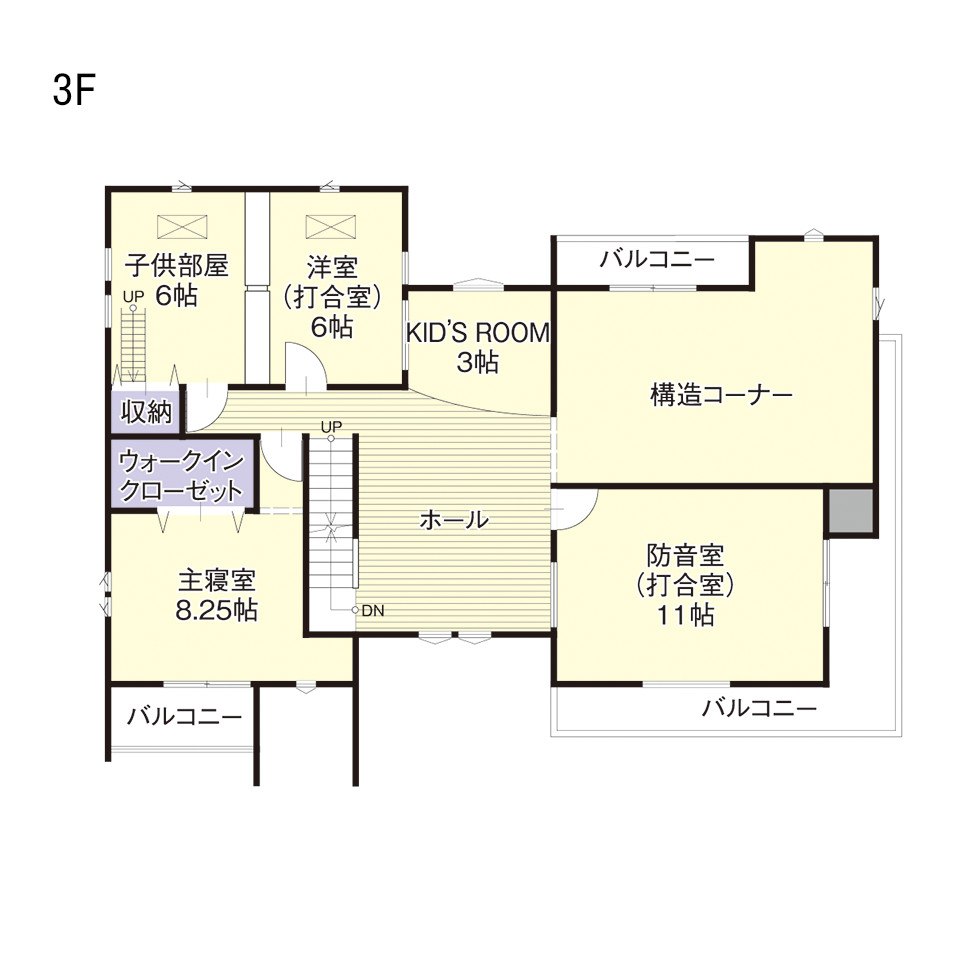 3F
子供部屋
6帖
UP
収納
洋室
(打合室)
6帖
KID'S ROOM
3帖
バルコニー
構造コーナー
ウォークイン
クローゼット
UP
ホール
主寝室
8.25帖
DN
防音室
(打合室)
11帖
バルコニー
バルコニー